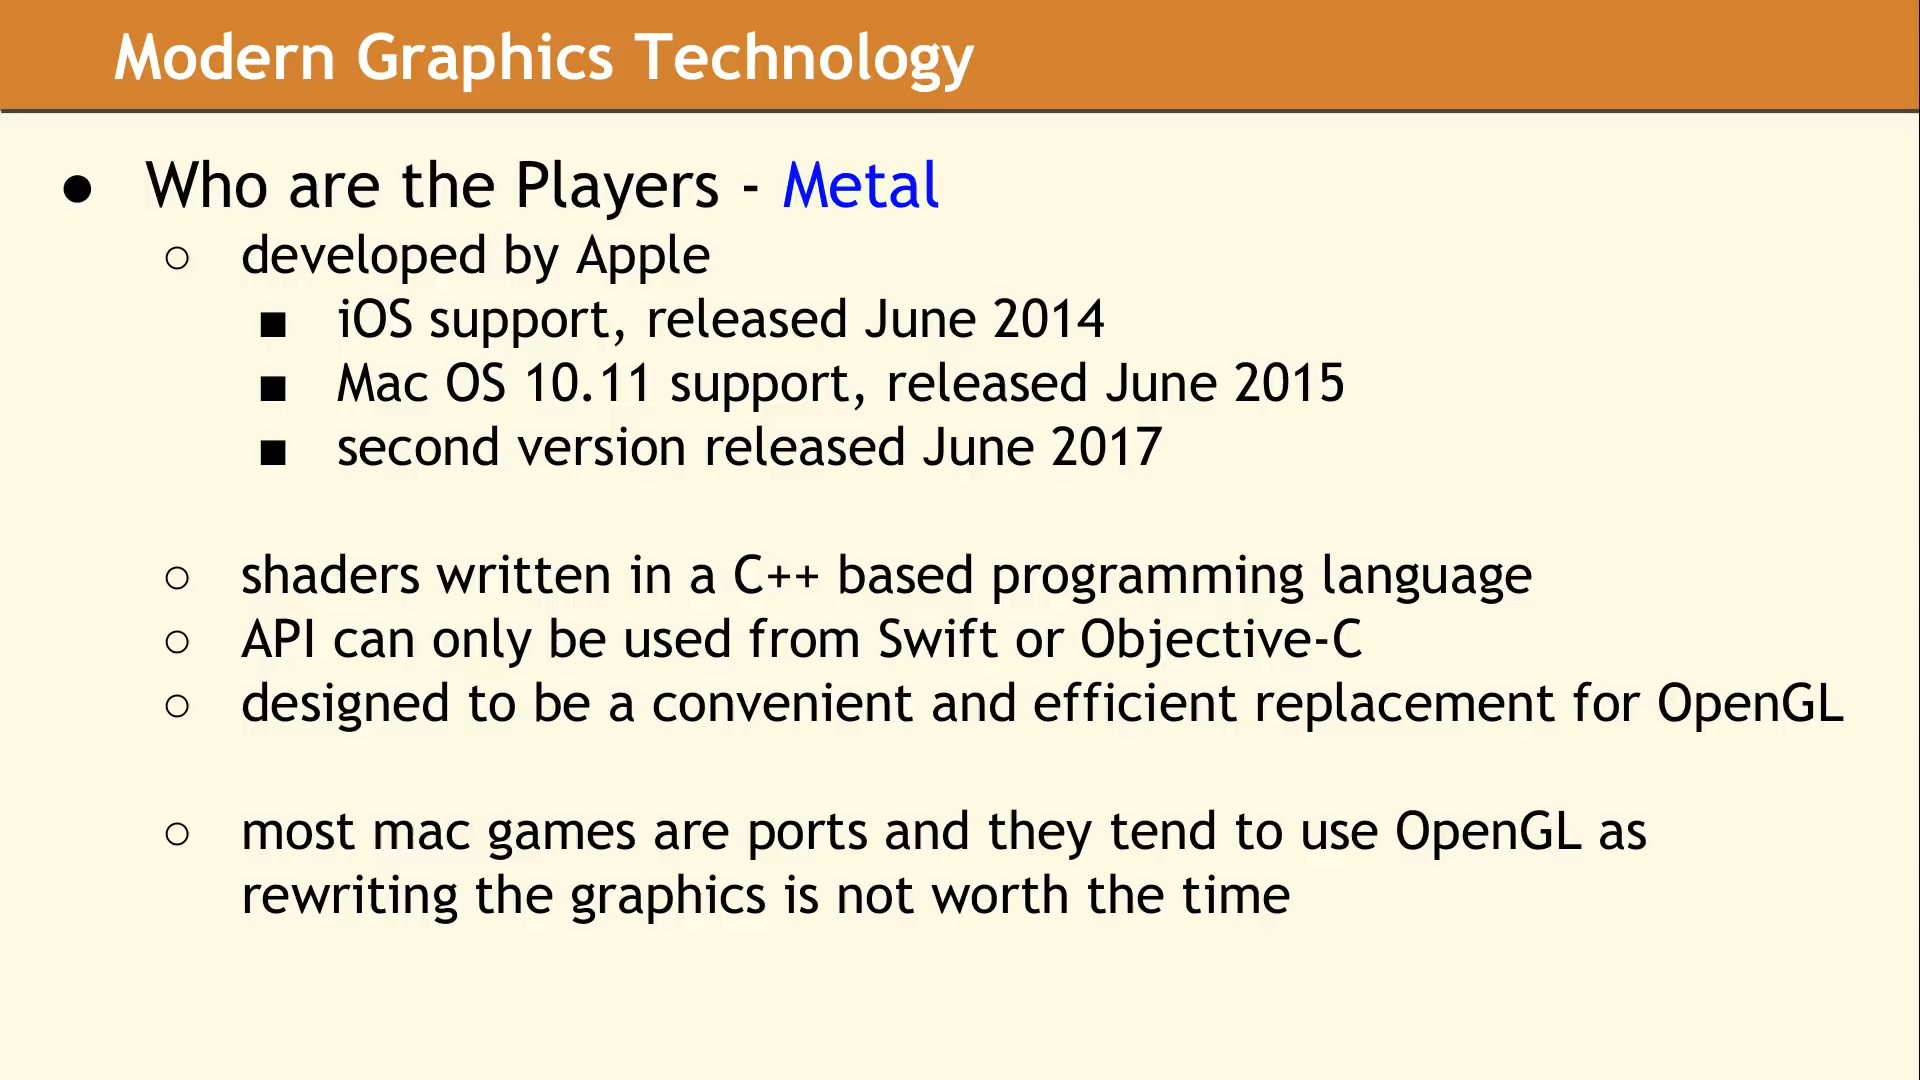 Modern Graphics Technology
● Who are the Players - Metal
○ developed by Apple
■ iOS support, released June 2014
■ Mac OS 10.11 support, released June 2015
■ second version released June 2017
○ shaders written in a C++ based programming language
○ API can only be used from Swift or Objective-C
○ designed to be a convenient and efficient replacement for OpenGL
○ most mac games are ports and they tend to use OpenGL as
rewriting the graphics is not worth the time